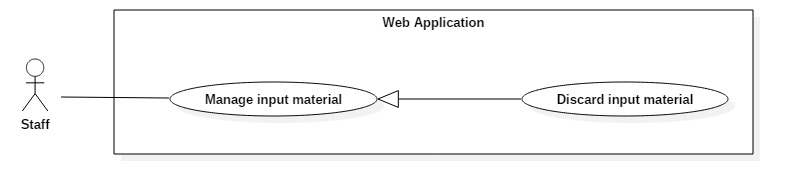 Web Application
Manage input material
Discard input material
Staff